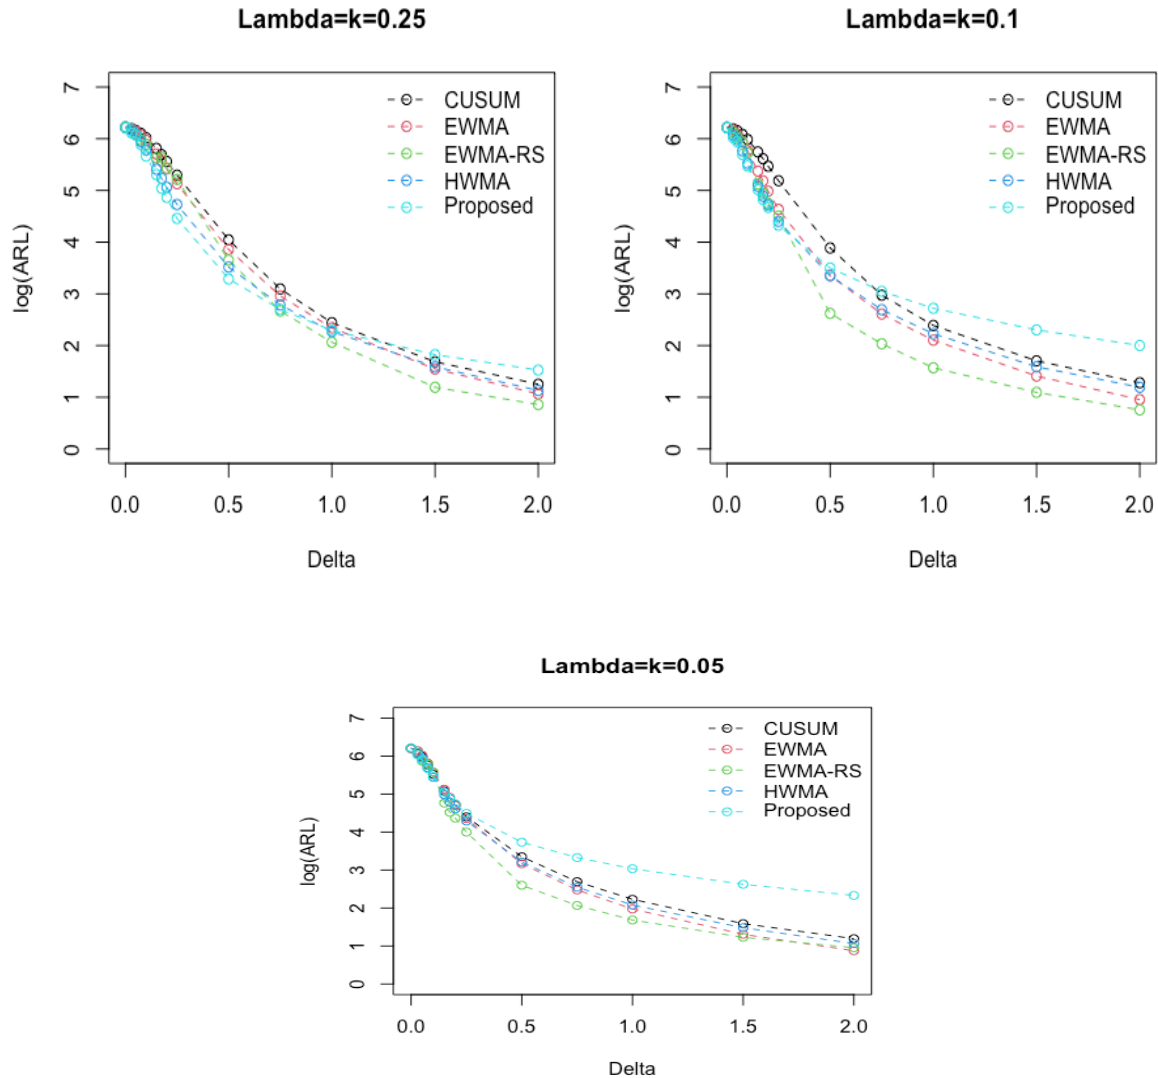 Lambda=k=0.25
log(ARL)
7
6
5
4
3
2
1
0
CUSUM
EWMA
EWMA-RS
HWMA
Proposed
0.0 0.5 1.0 1.5 2.0
Delta
Lambda=k=0.1
log(ARL)
7
6
5
4
3
2
1
0
CUSUM
EWMA
EWMA-RS
HWMA
Proposed
0.0 0.5 1.0 1.5 2.0
Delta
Lambda=k=0.05
log(ARL)
7
6
5
4
3
2
1
0
CUSUM
EWMA
EWMA-RS
HWMA
Proposed
0.0 0.5 1.0 1.5 2.0
Delta